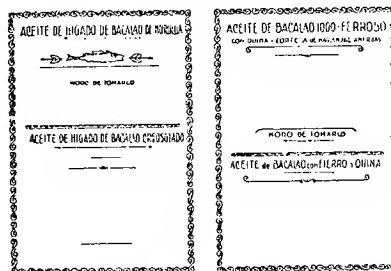 ACEITE DE HIGADO DE BACALAO DE NORUEGA
MODO DE TOMARLO
ACEITE DE HIGADO DE BACALAO CREOSOTADO
ACEITE DE BACALAO IODO-FERROSO
CON QUINA Y CORTEZA DE NARANJAS AMARGAS
MODO DE TOMARLO
ACEITE de BACALAO con FIERRO y QUINA